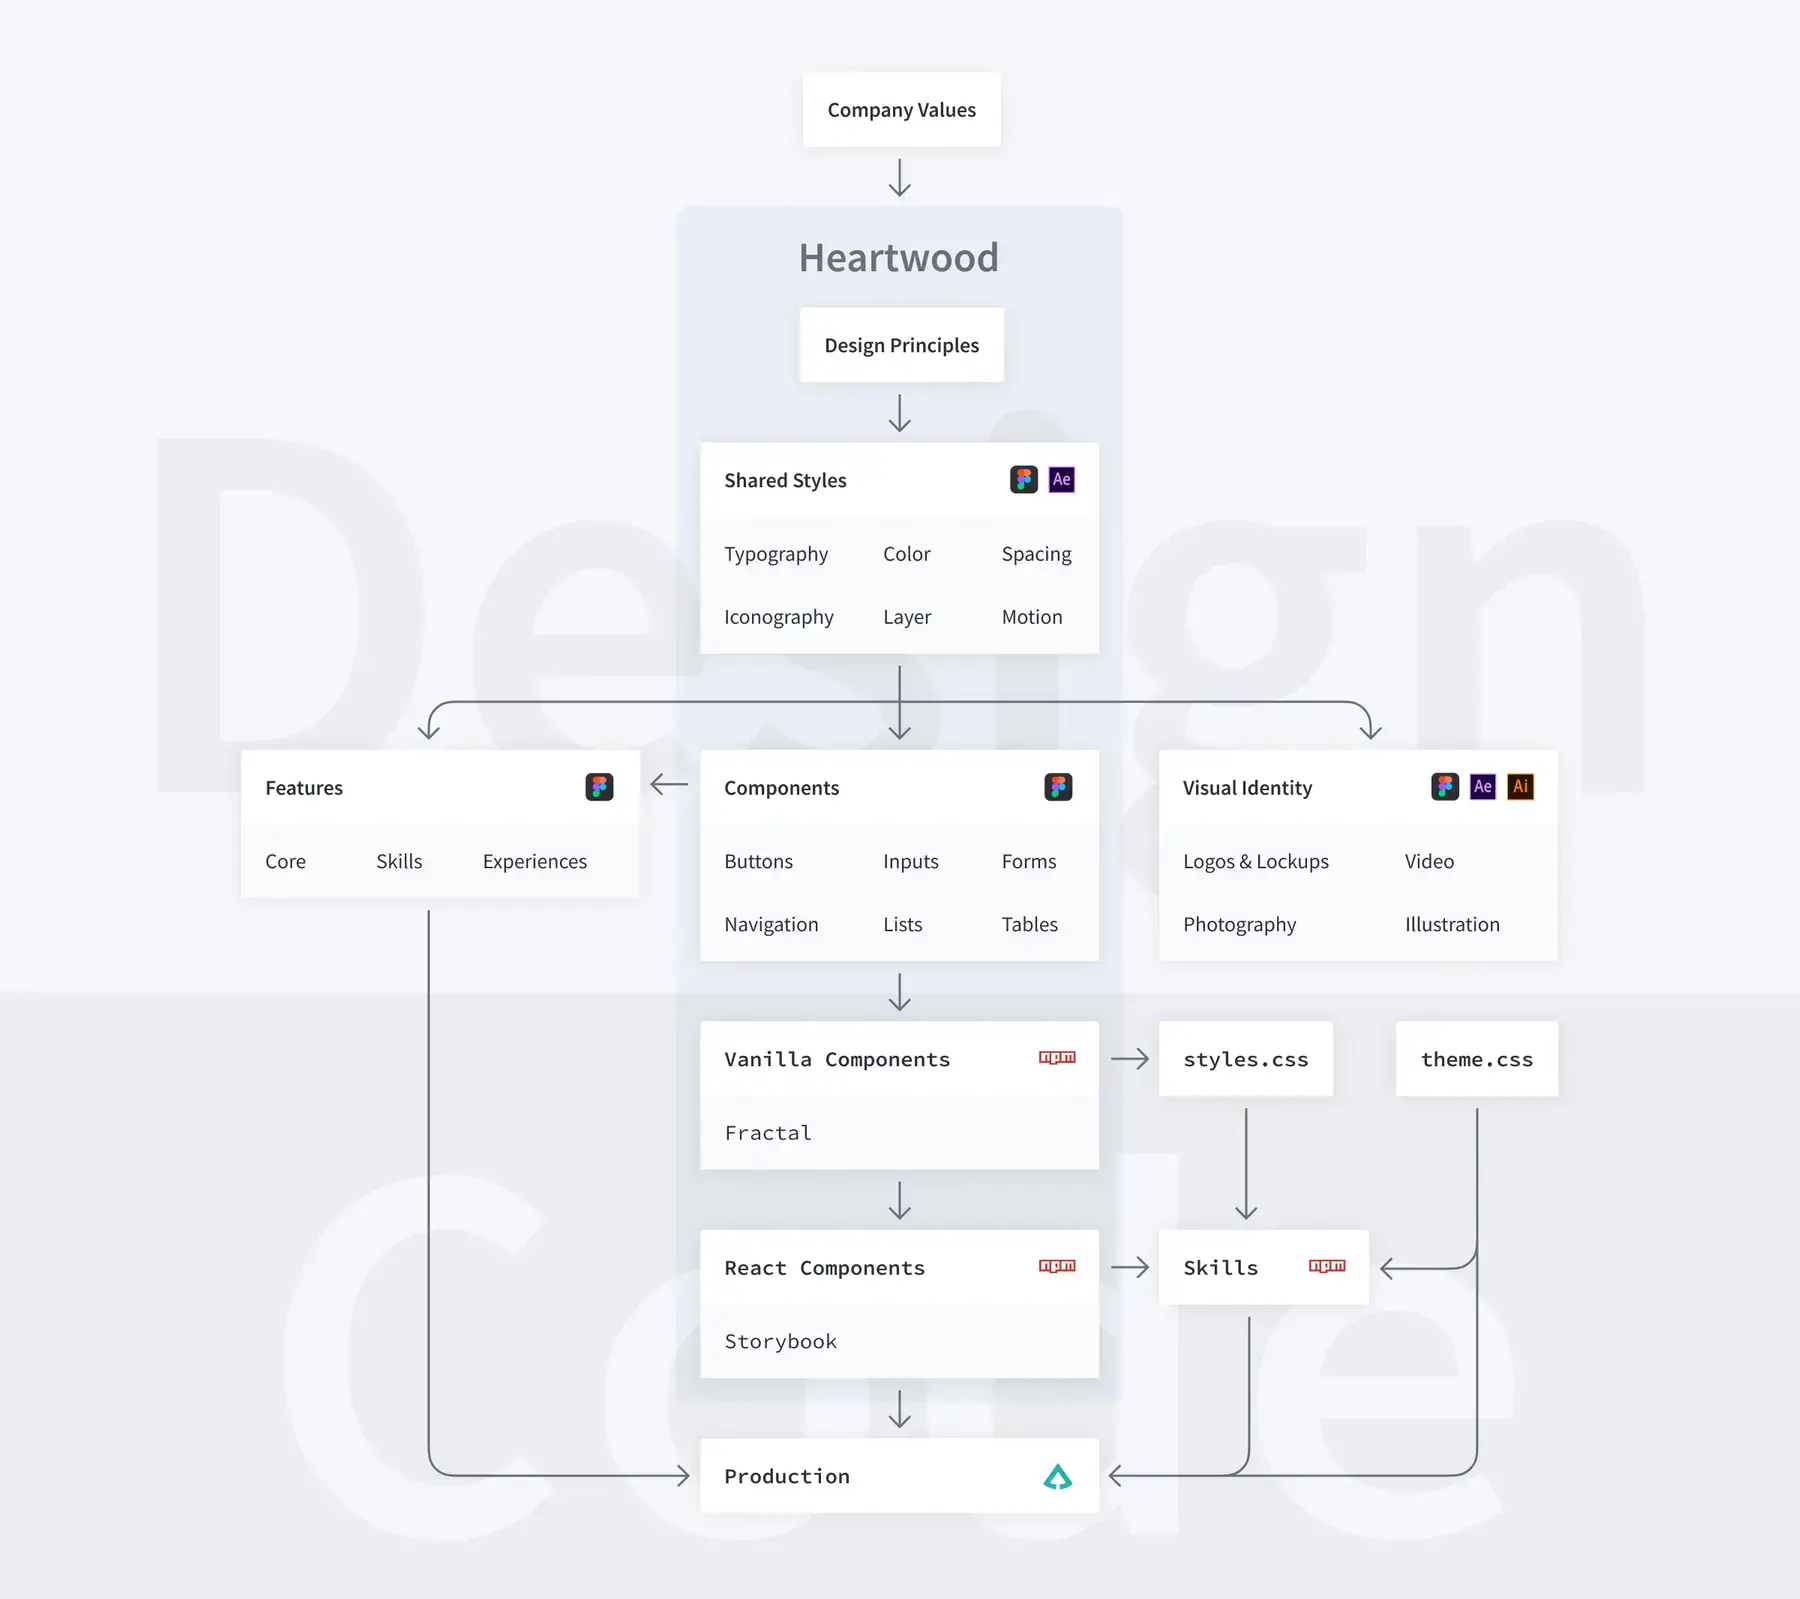 Company Values
Heartwood
Design Principles
Shared Styles Ae
Typography Color Spacing
Iconography Layer Motion
Design
Features
Core Skills Experiences
Components
Buttons Inputs Forms
Navigation Lists Tables
Visual Identity Ae Ai
Logos & Lockups Video
Photography Illustration
Vanilla Components npm
Fractal
styles.css
theme.css
React Components npm
Storybook
Skills npm
Code
Production